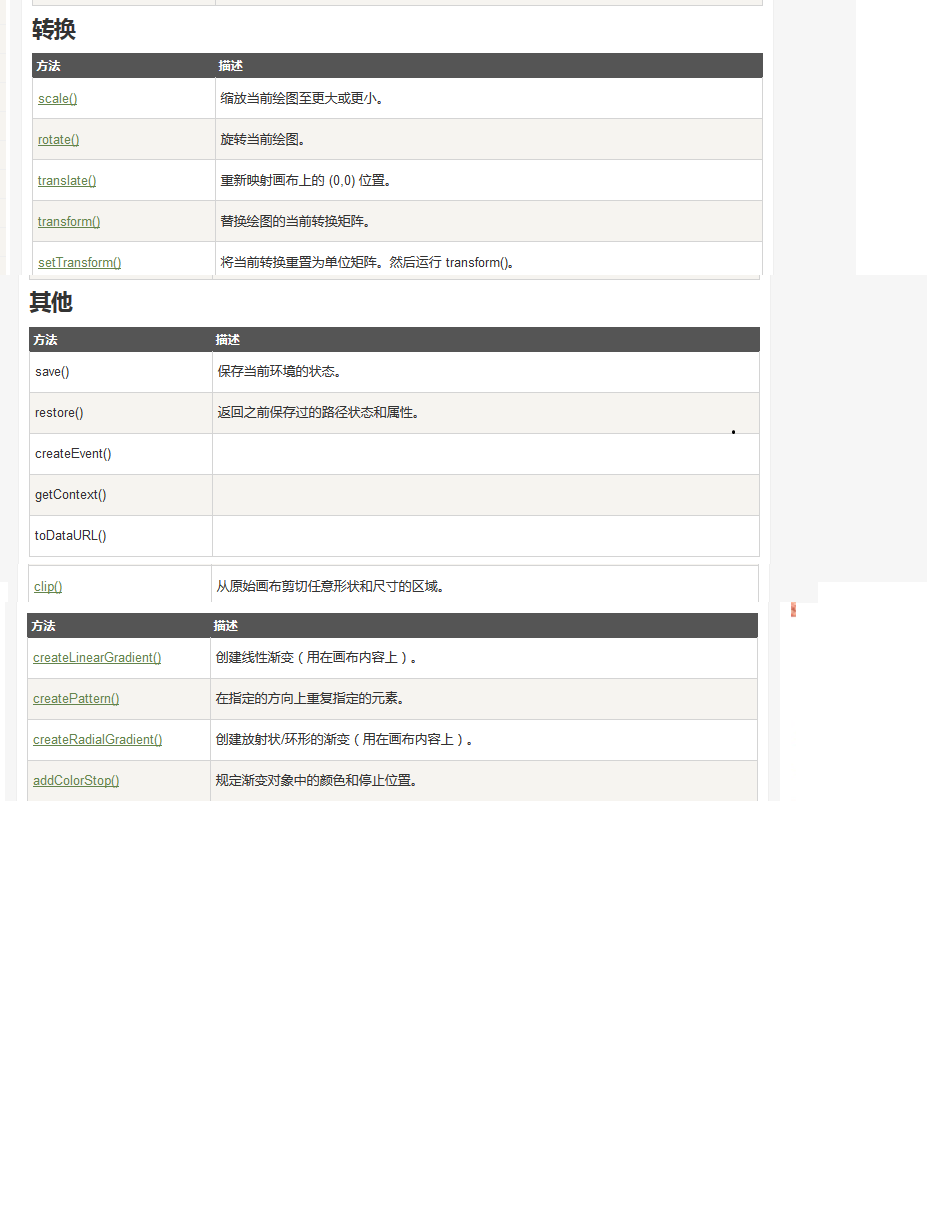 转换
方法 描述
scale() 缩放当前绘图至更大或更小。
rotate() 旋转当前绘图。
translate() 重新映射画布上的 (0,0) 位置。
transform() 替换绘图的当前转换矩阵。
setTransform() 将当前转换重置为单位矩阵。然后运行 transform()。
其他
方法 描述
save() 保存当前环境的状态。
restore() 返回之前保存过的路径状态和属性。
createEvent()
getContext()
toDataURL()
clip() 从原始画布剪切任意形状和尺寸的区域。
方法 描述
createLinearGradient() 创建线性渐变（用在画布内容上）。
createPattern() 在指定的方向上重复指定的元素。
createRadialGradient() 创建放射状/环形的渐变（用在画布内容上）。
addColorStop() 规定渐变对象中的颜色和停止位置。